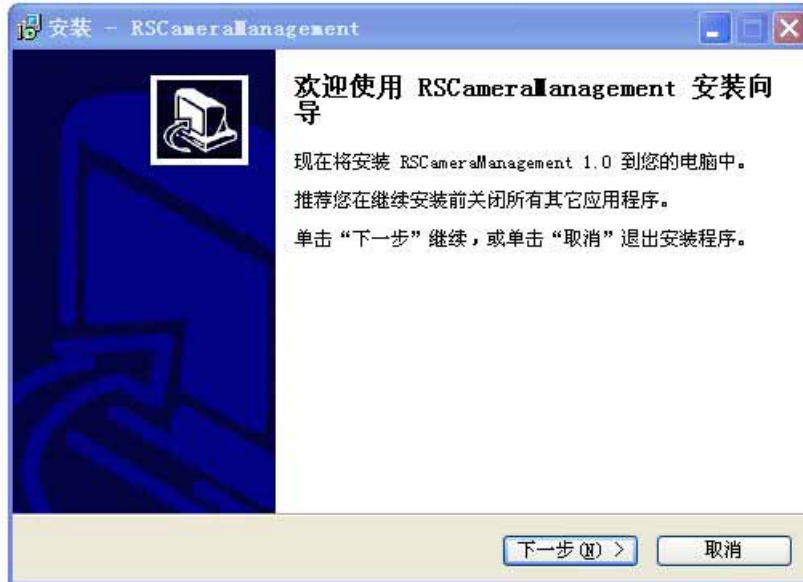 安装 - RSCameraManagement
欢迎使用 RSCameraManagement 安装向
导
现在将安装 RSCameraManagement 1.0 到您的电脑中。
推荐您在继续安装前关闭所有其它应用程序。
单击“下一步”继续，或单击“取消”退出安装程序。
下一步(N) >
取消